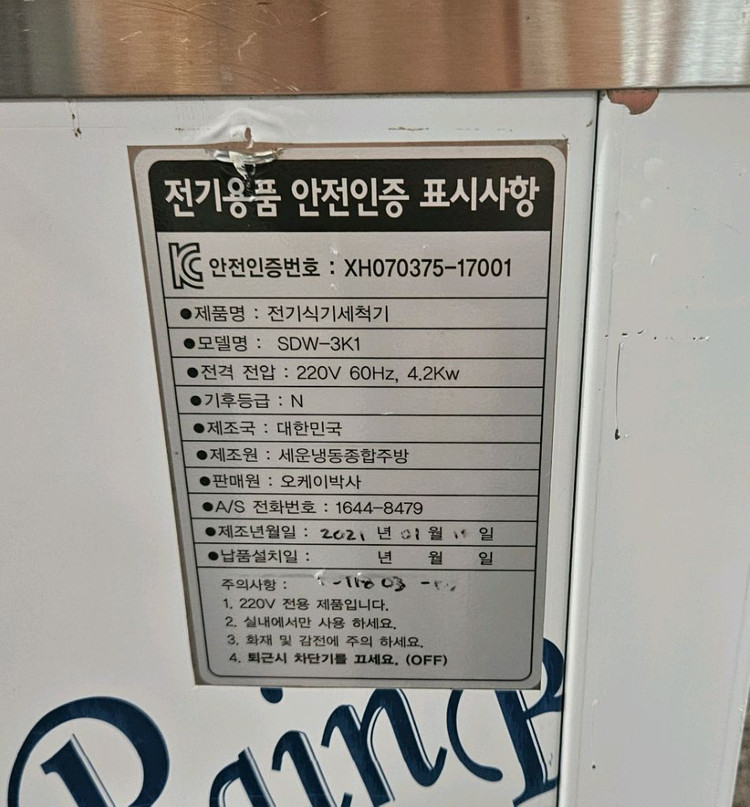 전기용품 안전인증 표시사항
KC 안전인증번호 : XH070375-17001
●제품명 : 전기식기세척기
●모델명 : SDW-3K1
●전격 전압 : 220V 60Hz, 4.2Kw
●기후등급 : N
●제조국 : 대한민국
●제조원 : 세운냉동종합주방
●판매원 : 오케이박사
●A/S 전화번호 : 1644-8479
●제조년월일 : 2021 년 01 월 일
●납품설치일 : 년 월 일
주의사항 :
1. 220V 전용 제품입니다.
2. 실내에서만 사용 하세요.
3. 화재 및 감전에 주의 하세요.
4. 퇴근시 차단기를 끄세요. (OFF)
Rain B